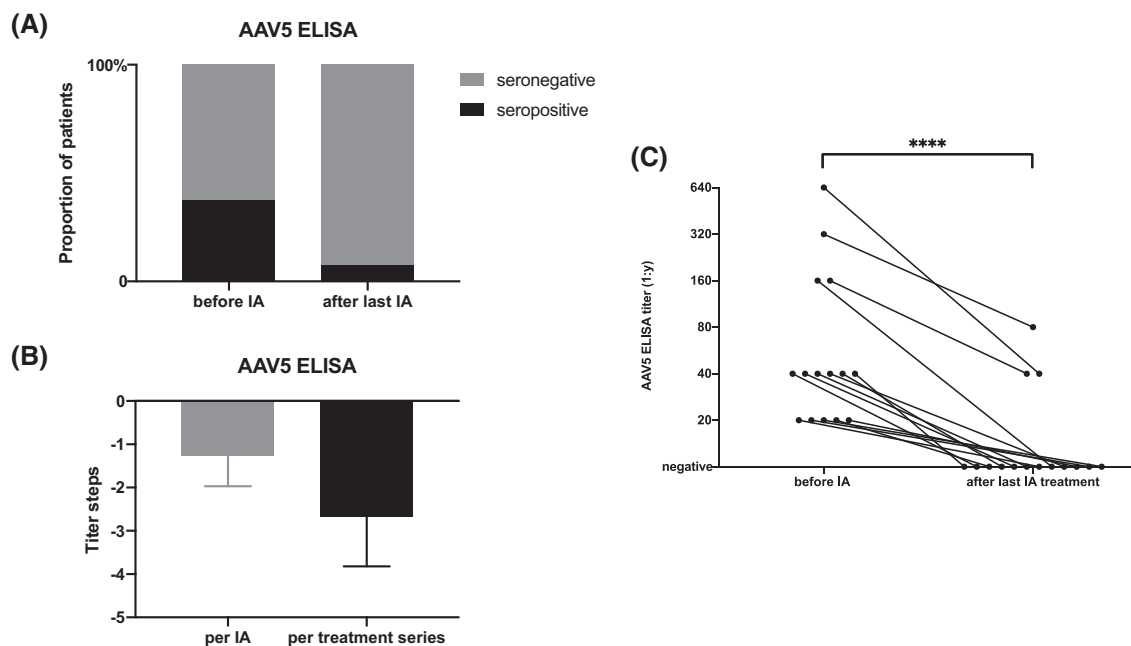 (A)
AAV5 ELISA
100%
0
Proportion of patients
before IA
after last IA
seronegative
seropositive
(B)
AAV5 ELISA
0
-1
-2
-3
-4
-5
Titer steps
per IA
per treatment series
(C)
****
640
320
160
80
40
20
negative
AAV5 ELISA titer (1:y)
before IA
after last IA treatment